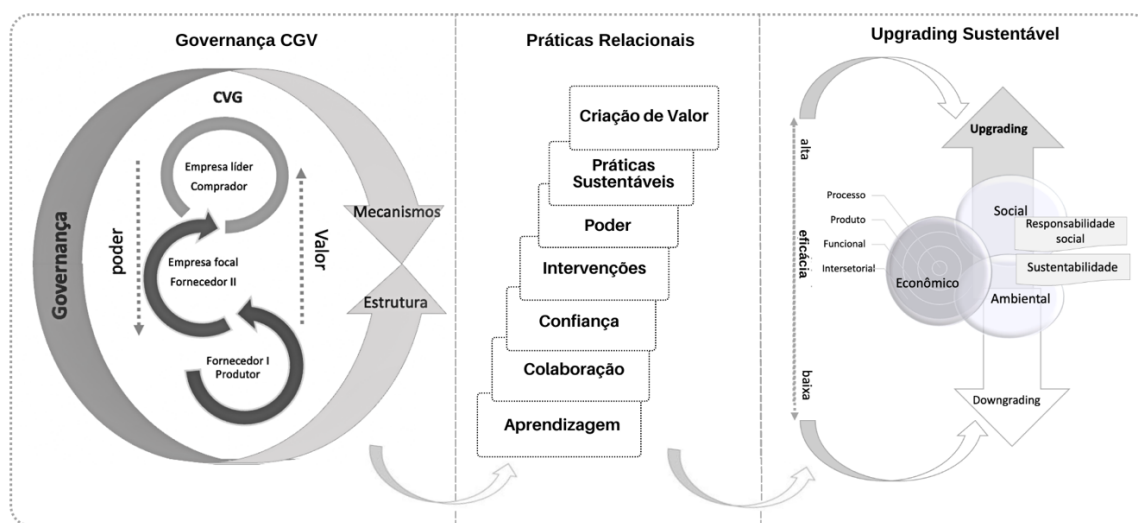 Governança CGV
CVG
Governança
poder
Empresa líder
Comprador
Empresa focal
Fornecedor II
Fornecedor I
Produtor
Valor
Mecanismos
Estrutura
Práticas Relacionais
Criação de Valor
Práticas
Sustentáveis
Poder
Intervenções
Confiança
Colaboração
Aprendizagem
Upgrading Sustentável
alta
eficácia
baixa
Upgrading
Processo
Produto
Funcional
Intersetorial
Econômico
Social
Responsabilidade
social
Sustentabilidade
Ambiental
Downgrading